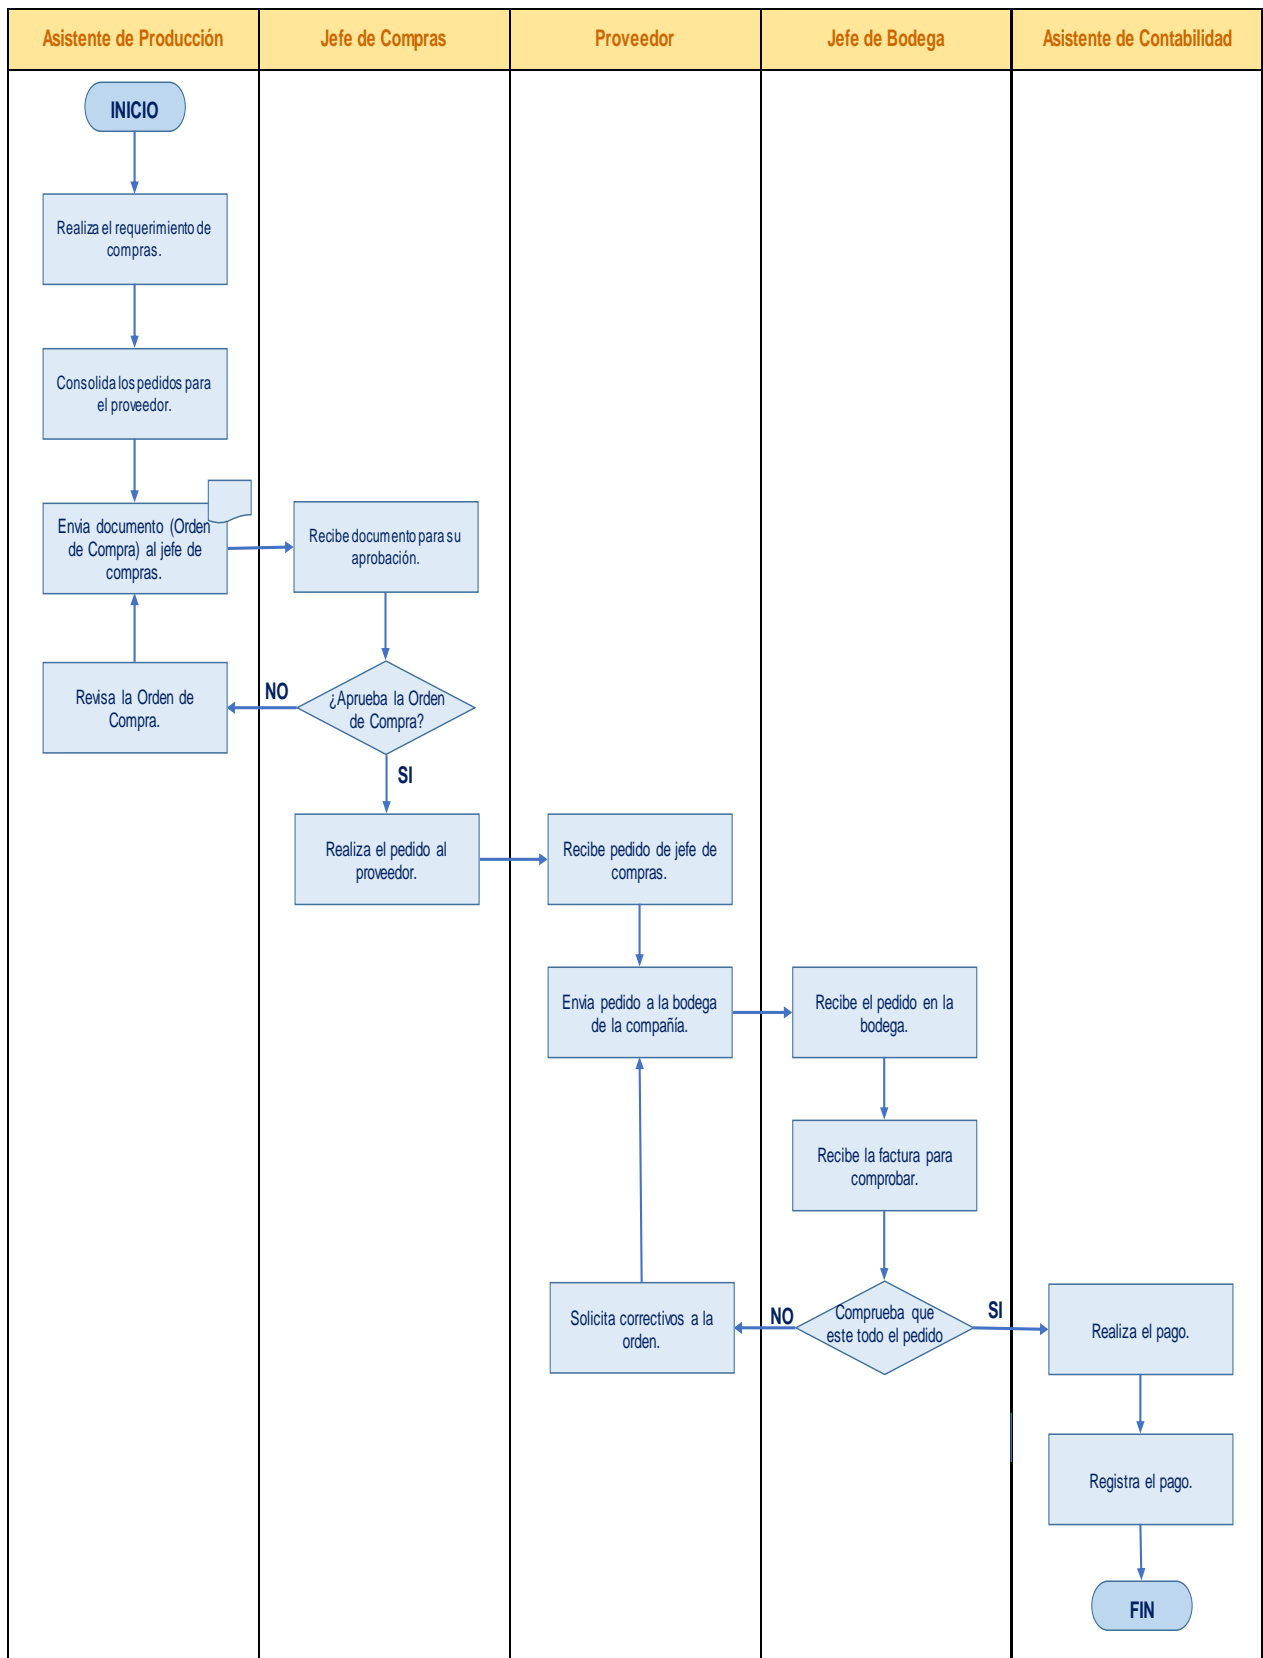 Asistente de Producción
Jefe de Compras
Proveedor
Jefe de Bodega
Asistente de Contabilidad
INICIO
Realiza el requerimiento de
compras.
Consolida los pedidos para
el proveedor.
Envia documento (Orden
de Compra) al jefe de
compras.
Recibe documento para su
aprobación.
Revisa la Orden de
Compra.
NO
¿Aprueba la Orden
de Compra?
SI
Realiza el pedido al
proveedor.
Recibe pedido de jefe de
compras.
Envia pedido a la bodega
de la compañía.
Recibe el pedido en la
bodega.
Recibe la factura para
comprobar.
Solicita correctivos a la
orden.
NO
Comprueba que
este todo el pedido
SI
Realiza el pago.
Registra el pago.
FIN